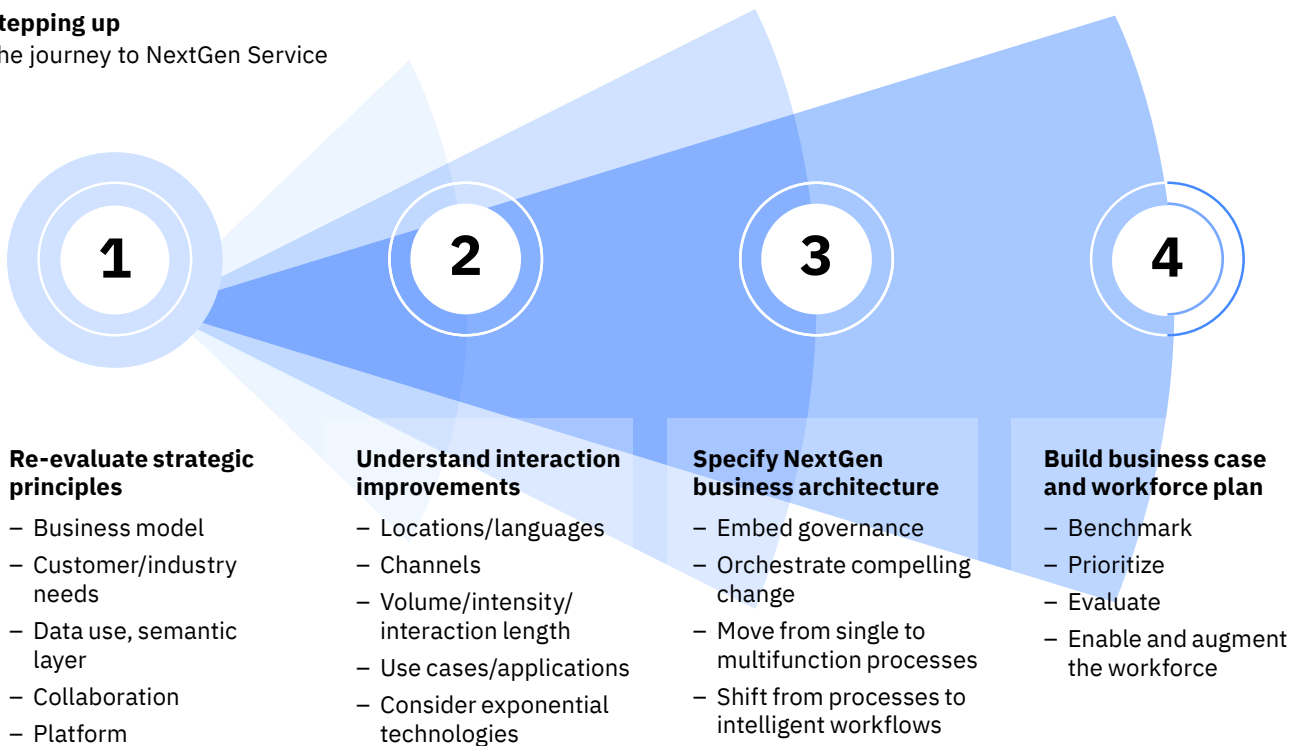 tepping up
he journey to NextGen Service
1
2
3
4
Re-evaluate strategic
principles
– Business model
– Customer/industry
needs
– Data use, semantic
layer
– Collaboration
– Platform
Understand interaction
improvements
– Locations/languages
– Channels
– Volume/intensity/
interaction length
– Use cases/applications
– Consider exponential
technologies
Specify NextGen
business architecture
– Embed governance
– Orchestrate compelling
change
– Move from single to
multifunction processes
– Shift from processes to
intelligent workflows
Build business case
and workforce plan
– Benchmark
– Prioritize
– Evaluate
– Enable and augment
the workforce